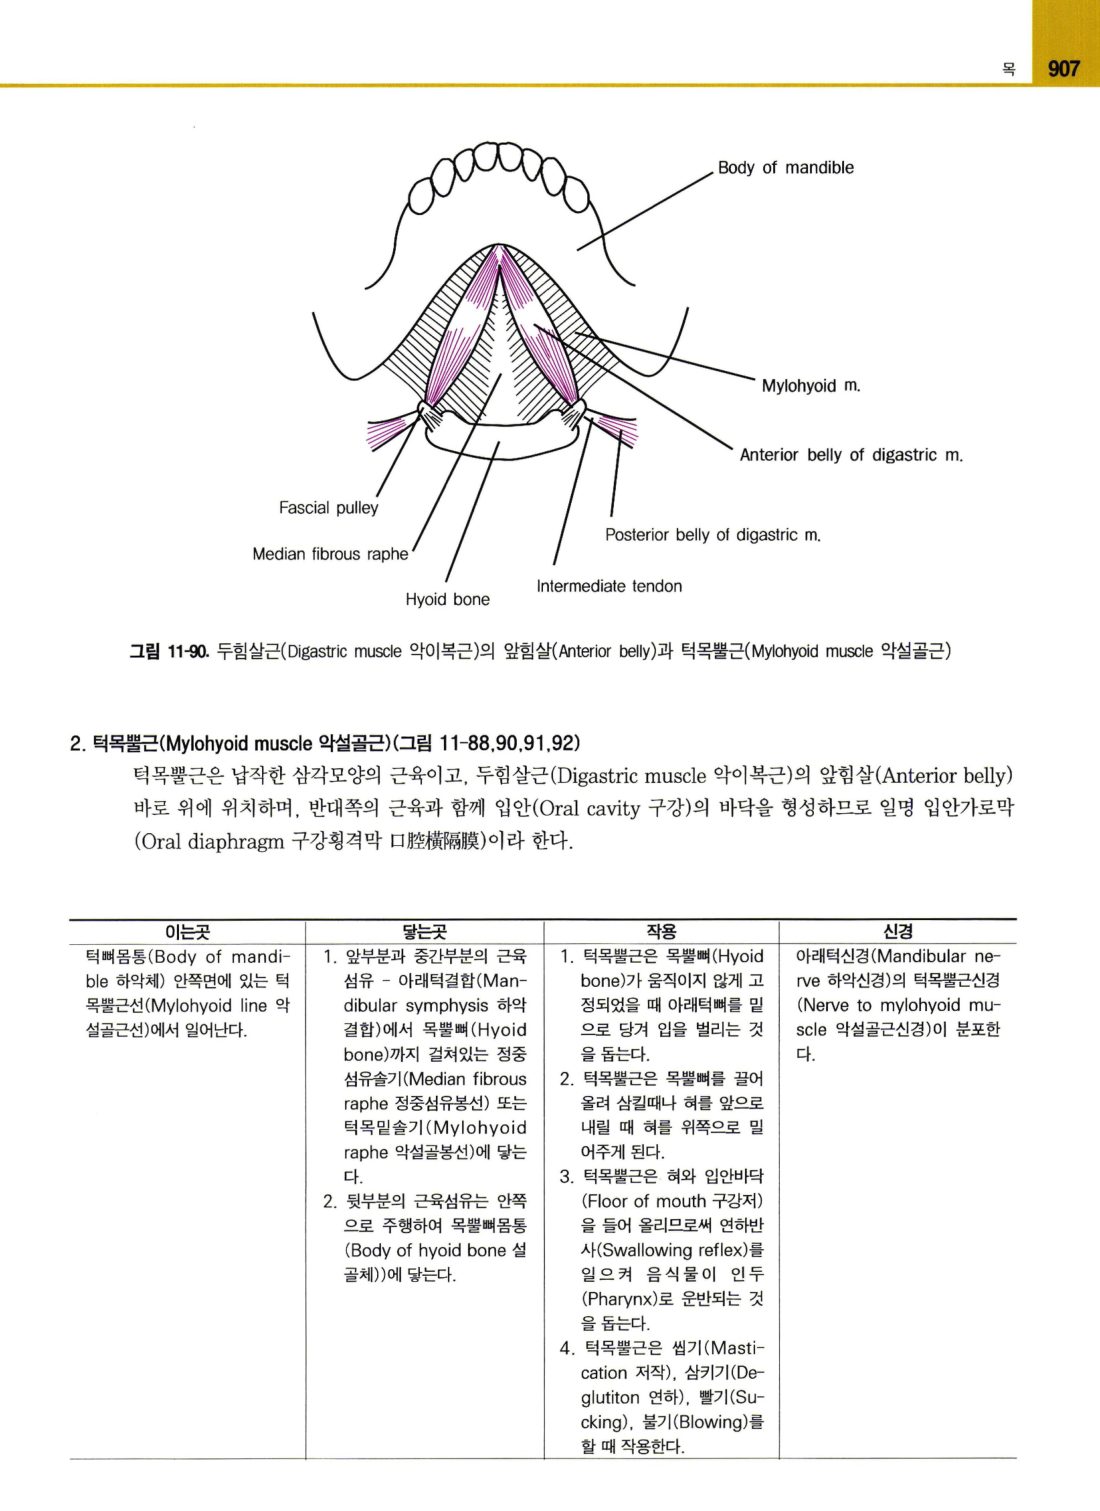 목 907
Body of mandible
Mylohyoid m.
Anterior belly of digastric m.
Fascial pulley
Posterior belly of digastric m.
Median fibrous raphe
Intermediate tendon
Hyoid bone
그림 11-90. 두힘살근(Digastric muscle 악이복근)의 앞힘살(Anterior belly)과 턱목뿔근(Mylohyoid muscle 악설골근)
2. 턱목뿔근(Mylohyoid muscle 악설골근)(그림 11-88,90,91,92)
턱목뿔근은 납작한 삼각모양의 근육이고, 두힘살근(Digastric muscle 악이복근)의 앞힘살(Anterior belly)
바로 위에 위치하며, 반대쪽의 근육과 함께 입안(Oral cavity 구강)의 바닥을 형성하므로 일명 입안가로막
(Oral diaphragm 구강횡격막 口腔橫隔膜)이라 한다.
이는곳
턱뼈몸통(Body of mandi-
ble 하악체) 안쪽면에 있는 턱
목뿔근선(Mylohyoid line 악
설골근선)에서 일어난다.
닿는곳
1. 앞부분과 중간부분의 근육
섬유 - 아래턱결합(Man-
dibular symphysis 하악
결합)에서 목뿔뼈(Hyoid
bone)까지 걸쳐있는 정중
섬유솔기(Median fibrous
raphe 정중섬유봉선) 또는
턱목밑솔기(Mylohyoid
raphe 악설골봉선)에 닿는
다.
2. 뒷부분의 근육섬유는 안쪽
으로 주행하여 목뿔뼈몸통
(Body of hyoid bone 설
골체))에 닿는다.
작용
1. 턱목뿔근은 목뿔뼈(Hyoid
bone)가 움직이지 않게 고
정되었을 때 아래턱뼈를 밑
으로 당겨 입을 벌리는 것
을 돕는다.
2. 턱목뿔근은 목뿔뼈를 끌어
올려 삼킬때나 혀를 앞으로
내릴 때 혀를 위쪽으로 밀
어주게 된다.
3. 턱목뿔근은 혀와 입안바닥
(Floor of mouth 구강저)
을 들어 올리므로써 연하반
사(Swallowing reflex)를
일으켜 음식물이 인두
(Pharynx)로 운반되는 것
을 돕는다.
4. 턱목뿔근은 씹기(Masti-
cation 저작), 삼키기(De-
glutiton 연하), 빨기(Su-
cking), 불기(Blowing)를
할 때 작용한다.
신경
아래턱신경(Mandibular ne-
rve 하악신경)의 턱목뿔근신경
(Nerve to mylohyoid mu-
scle 악설골근신경)이 분포한
다.